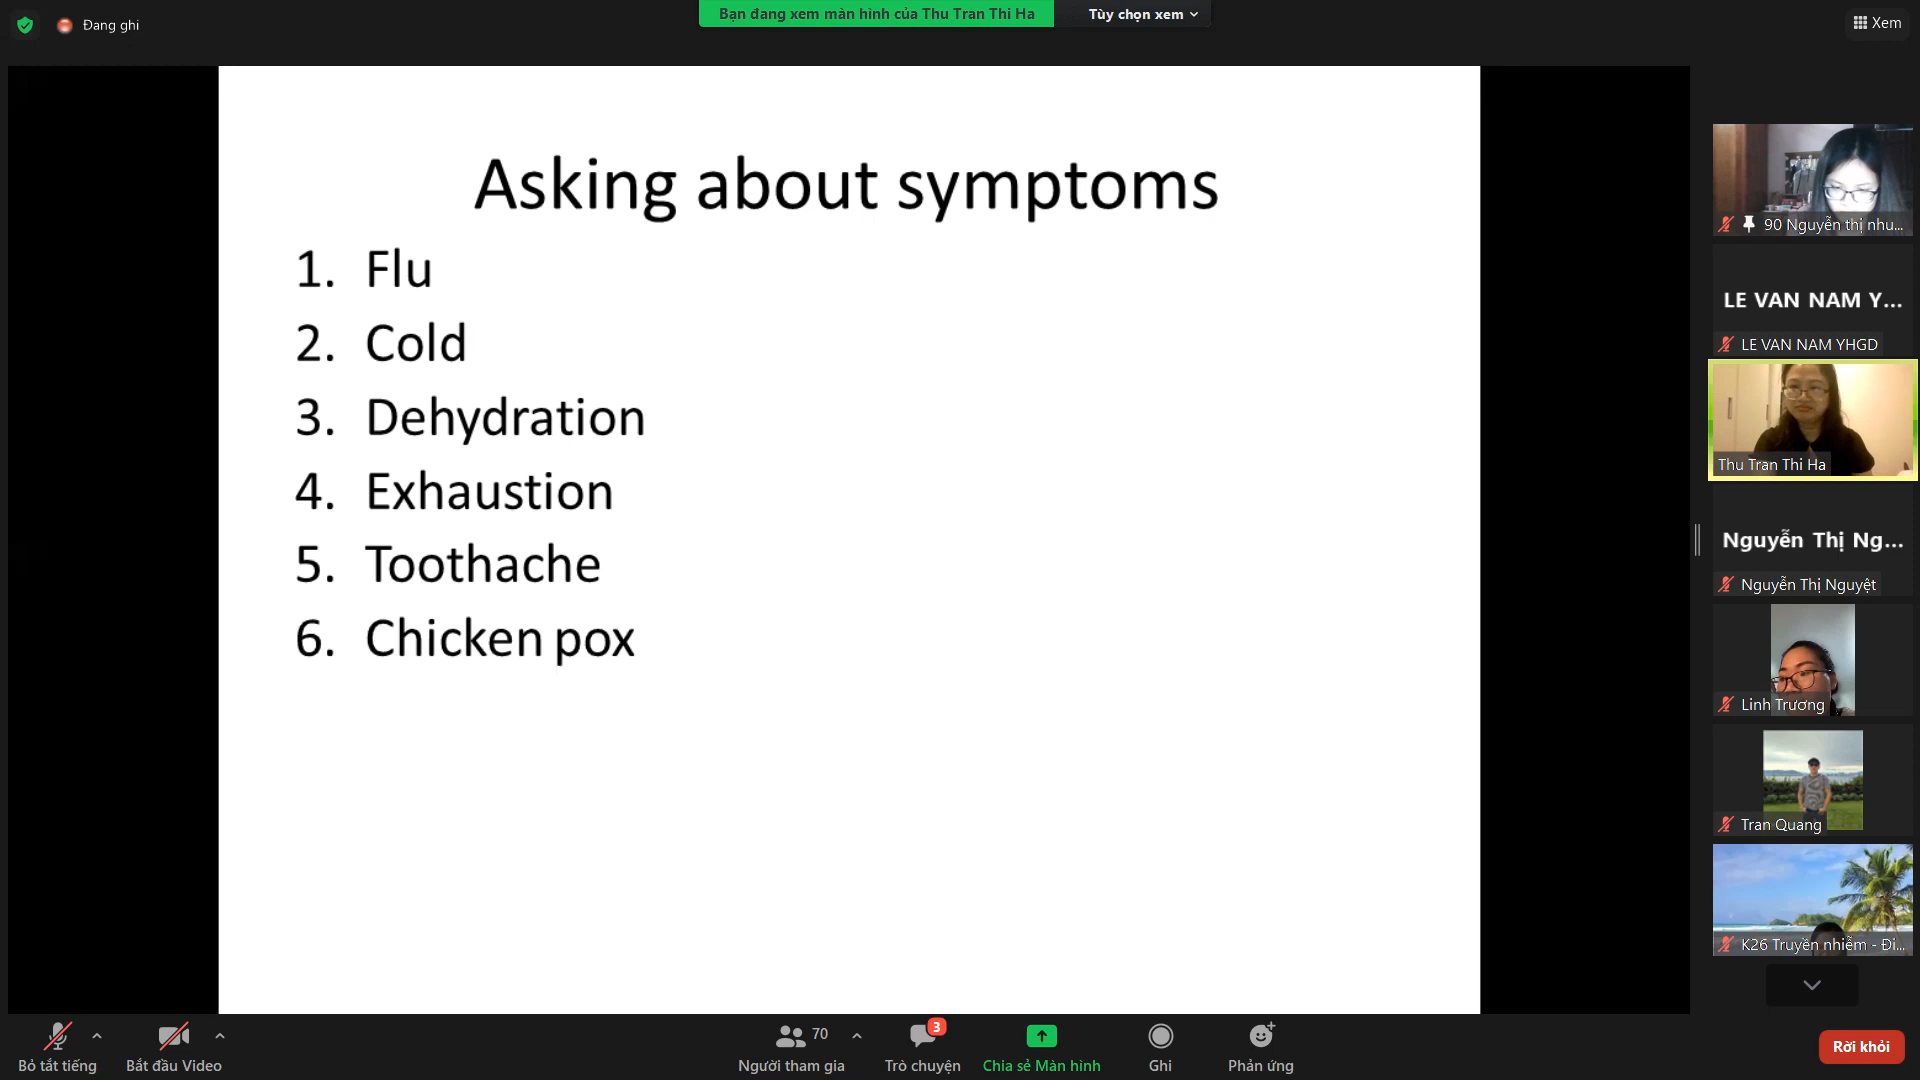 Đang ghi
Bạn đang xem màn hình của Thu Tran Thi Ha
Tùy chọn xem
Xem
Asking about symptoms
1. Flu
2. Cold
3. Dehydration
4. Exhaustion
5. Toothache
6. Chicken pox
90 Nguyễn thị nhu...
LE VAN NAM Y...
LE VAN NAM YHGD
Thu Tran Thi Ha
Nguyễn Thị Ng...
Nguyễn Thị Nguyệt
Linh Trương
Tran Quang
K26 Truyền nhiễm - Đi...
Bỏ tắt tiếng
Bắt đầu Video
70
Người tham gia
3
Trò chuyện
Chia sẻ Màn hình
Ghi
Phản ứng
Rời khỏi